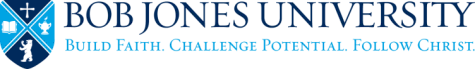 BOB JONES UNIVERSITY
BUILD FAITH. CHALLENGE POTENTIAL. FOLLOW CHRIST.